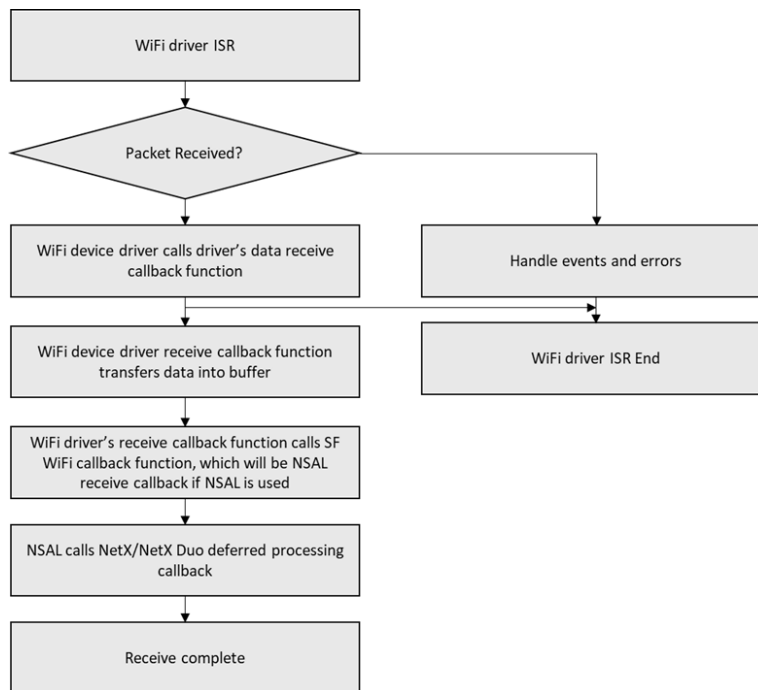 WiFi driver ISR
Packet Received?
WiFi device driver calls driver's data receive
callback function
Handle events and errors
WiFi device driver receive callback function
transfers data into buffer
WiFi driver ISR End
WiFi driver's receive callback function calls SF
WiFi callback function, which will be NSAL
receive callback if NSAL is used
NSAL calls NetX/NetX Duo deferred processing
callback
Receive complete